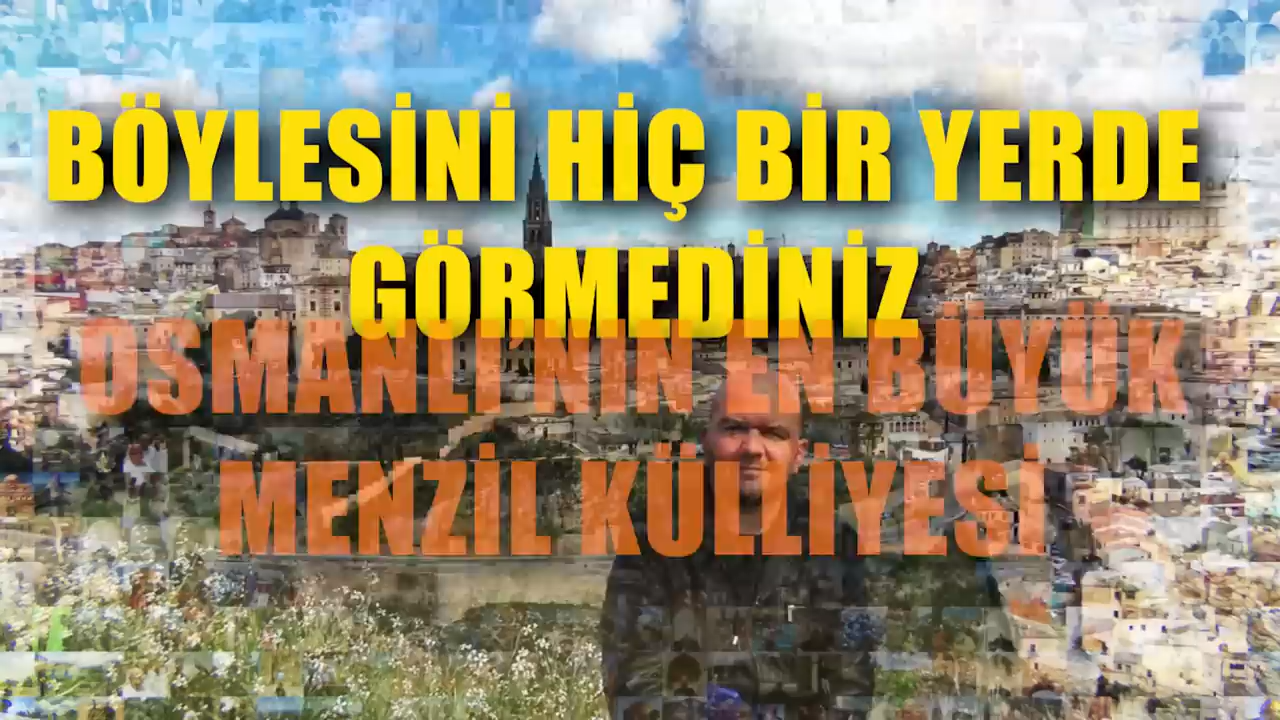 BÖYLESİNİ HİÇ BİR YERDE
GÖRMEDİNİZ
OSMANLI'NIN EN BÜYÜK
MENZİL KÜLLİYESİ